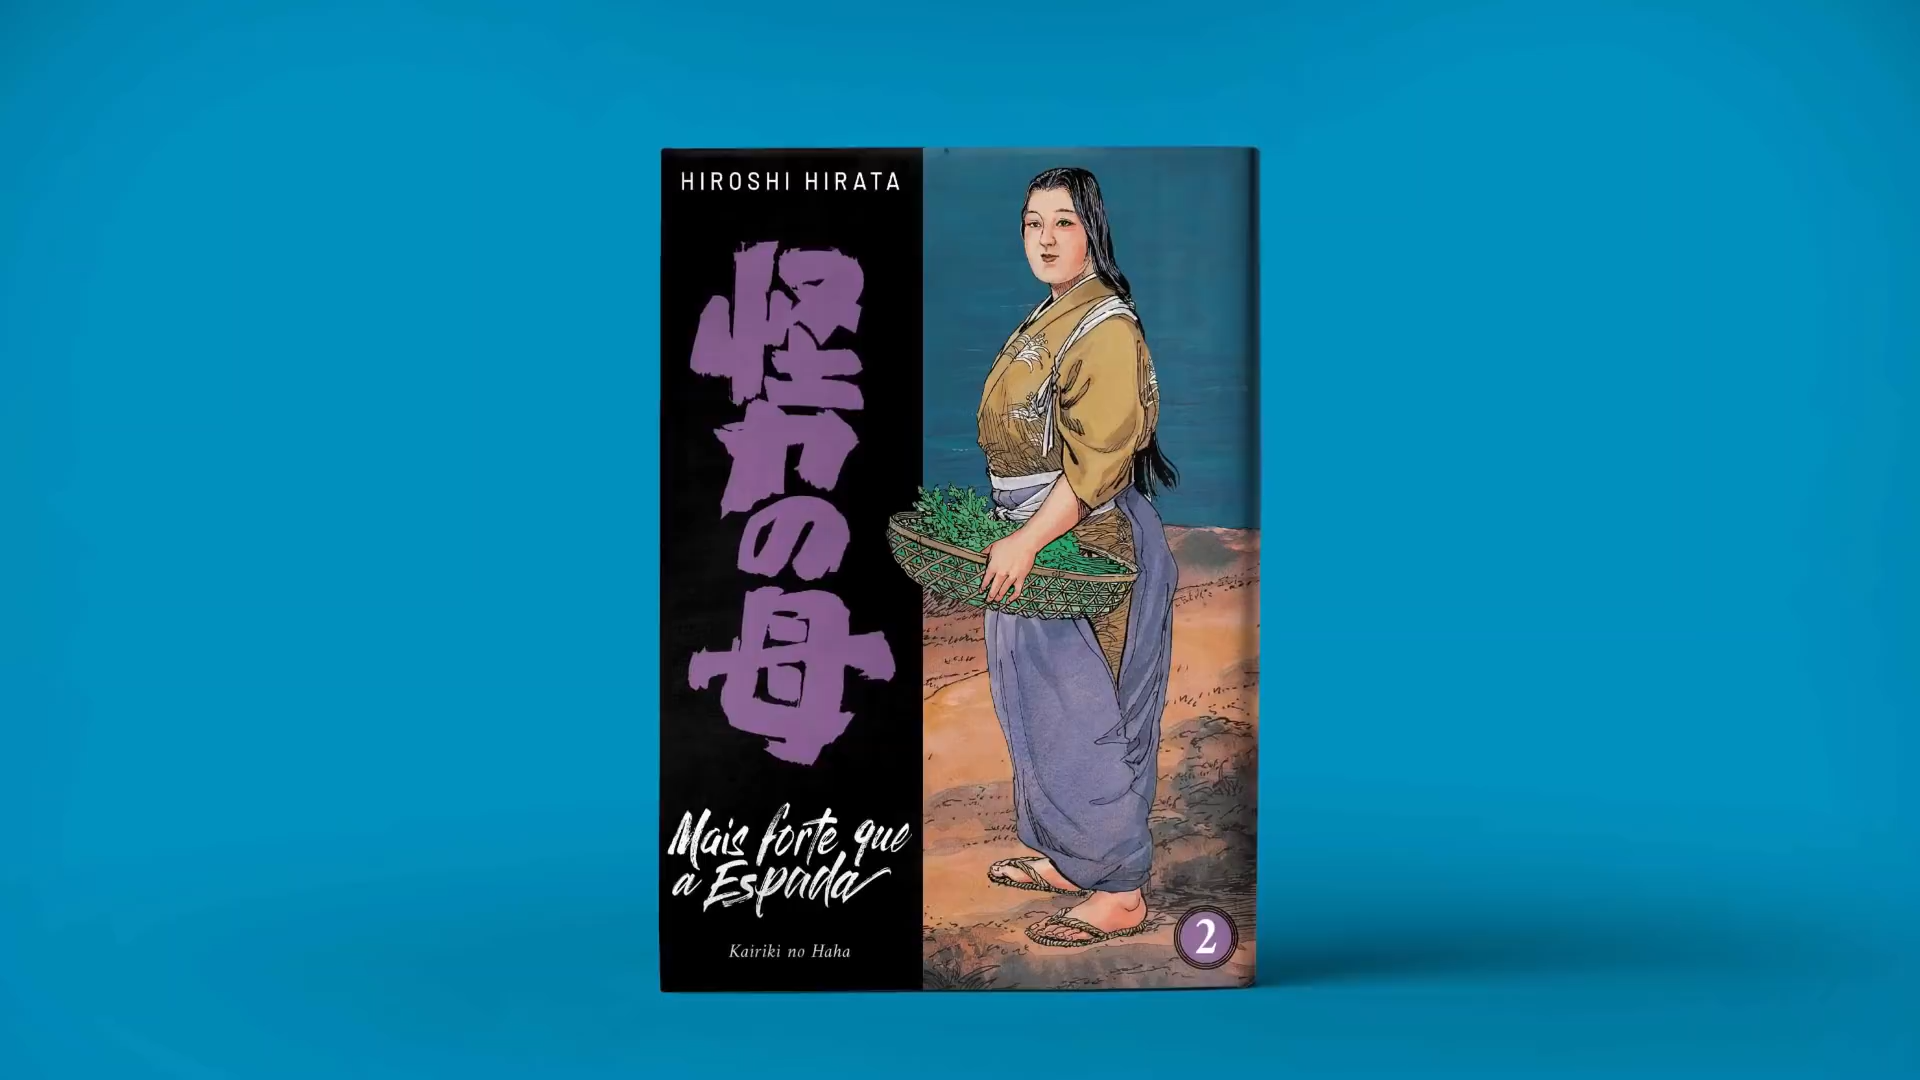 HIROSHI HIRATA
怪力の母
Mais forte que
a Espada
Kairiki no Haha
2